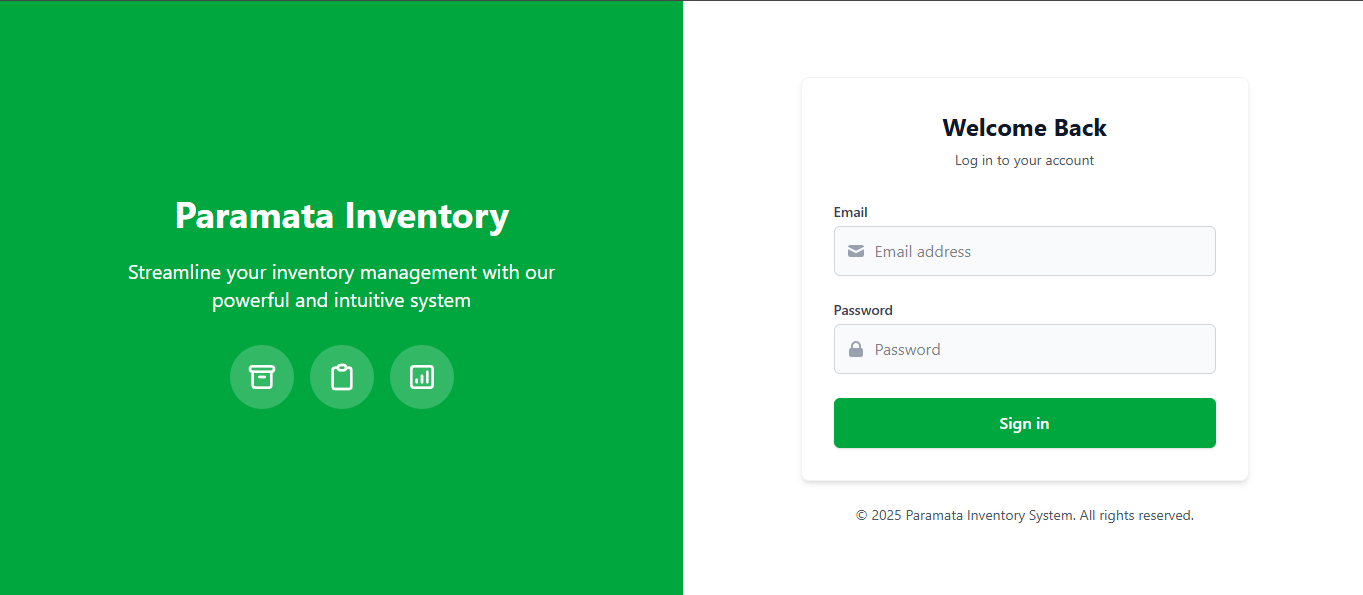 Paramata Inventory
Streamline your inventory management with our
powerful and intuitive system
Welcome Back
Log in to your account
Email
Email address
Password
Password
Sign in
© 2025 Paramata Inventory System. All rights reserved.